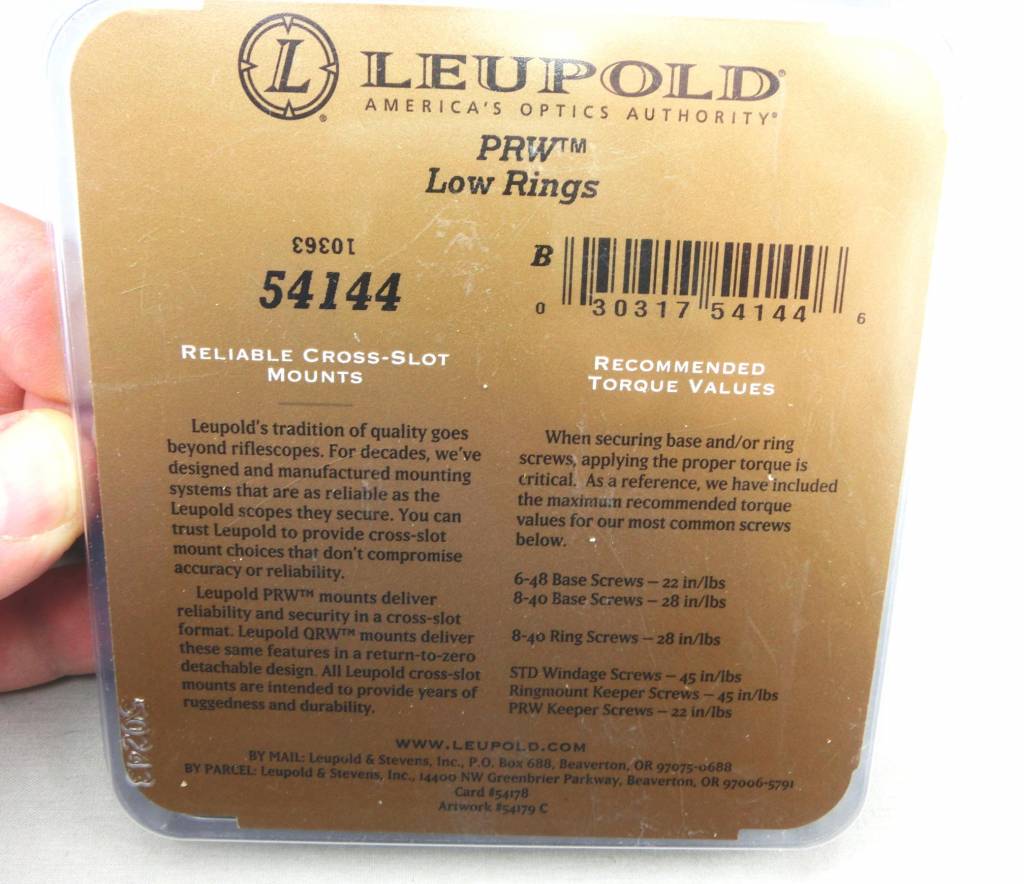 L
LEUPOLD®
AMERICA'S OPTICS AUTHORITY®
®
PRW™
Low Rings
10363
54144
B
0 30317 54144 6
RELIABLE CROSS-SLOT
MOUNTS
Leupold's tradition of quality goes
beyond riflescopes. For decades, we've
designed and manufactured mounting
systems that are as reliable as the
Leupold scopes they secure. You can
trust Leupold to provide cross-slot
mount choices that don't compromise
accuracy or reliability.
Leupold PRW™ mounts deliver
reliability and security in a cross-slot
format. Leupold QRW™ mounts deliver
these same features in a return-to-zero
detachable design. All Leupold cross-slot
mounts are intended to provide years of
ruggedness and durability.
RECOMMENDED
TORQUE VALUES
When securing base and/or ring
screws, applying the proper torque is
critical. As a reference, we have included
the maximum recommended torque
values for our most common screws
below.
6-48 Base Screws – 22 in/lbs
8-40 Base Screws – 28 in/lbs
8-40 Ring Screws – 28 in/lbs
STD Windage Screws – 45 in/lbs
Ringmount Keeper Screws – 45 in/lbs
PRW Keeper Screws – 22 in/lbs
50243
WWW.LEUPOLD.COM
BY MAIL: Leupold & Stevens, Inc., P.O. Box 688, Beaverton, OR 97075-0688
BY PARCEL: Leupold & Stevens, Inc., 14400 NW Greenbrier Parkway, Beaverton, OR 97006-5791
Card #54178
Artwork #54179 C